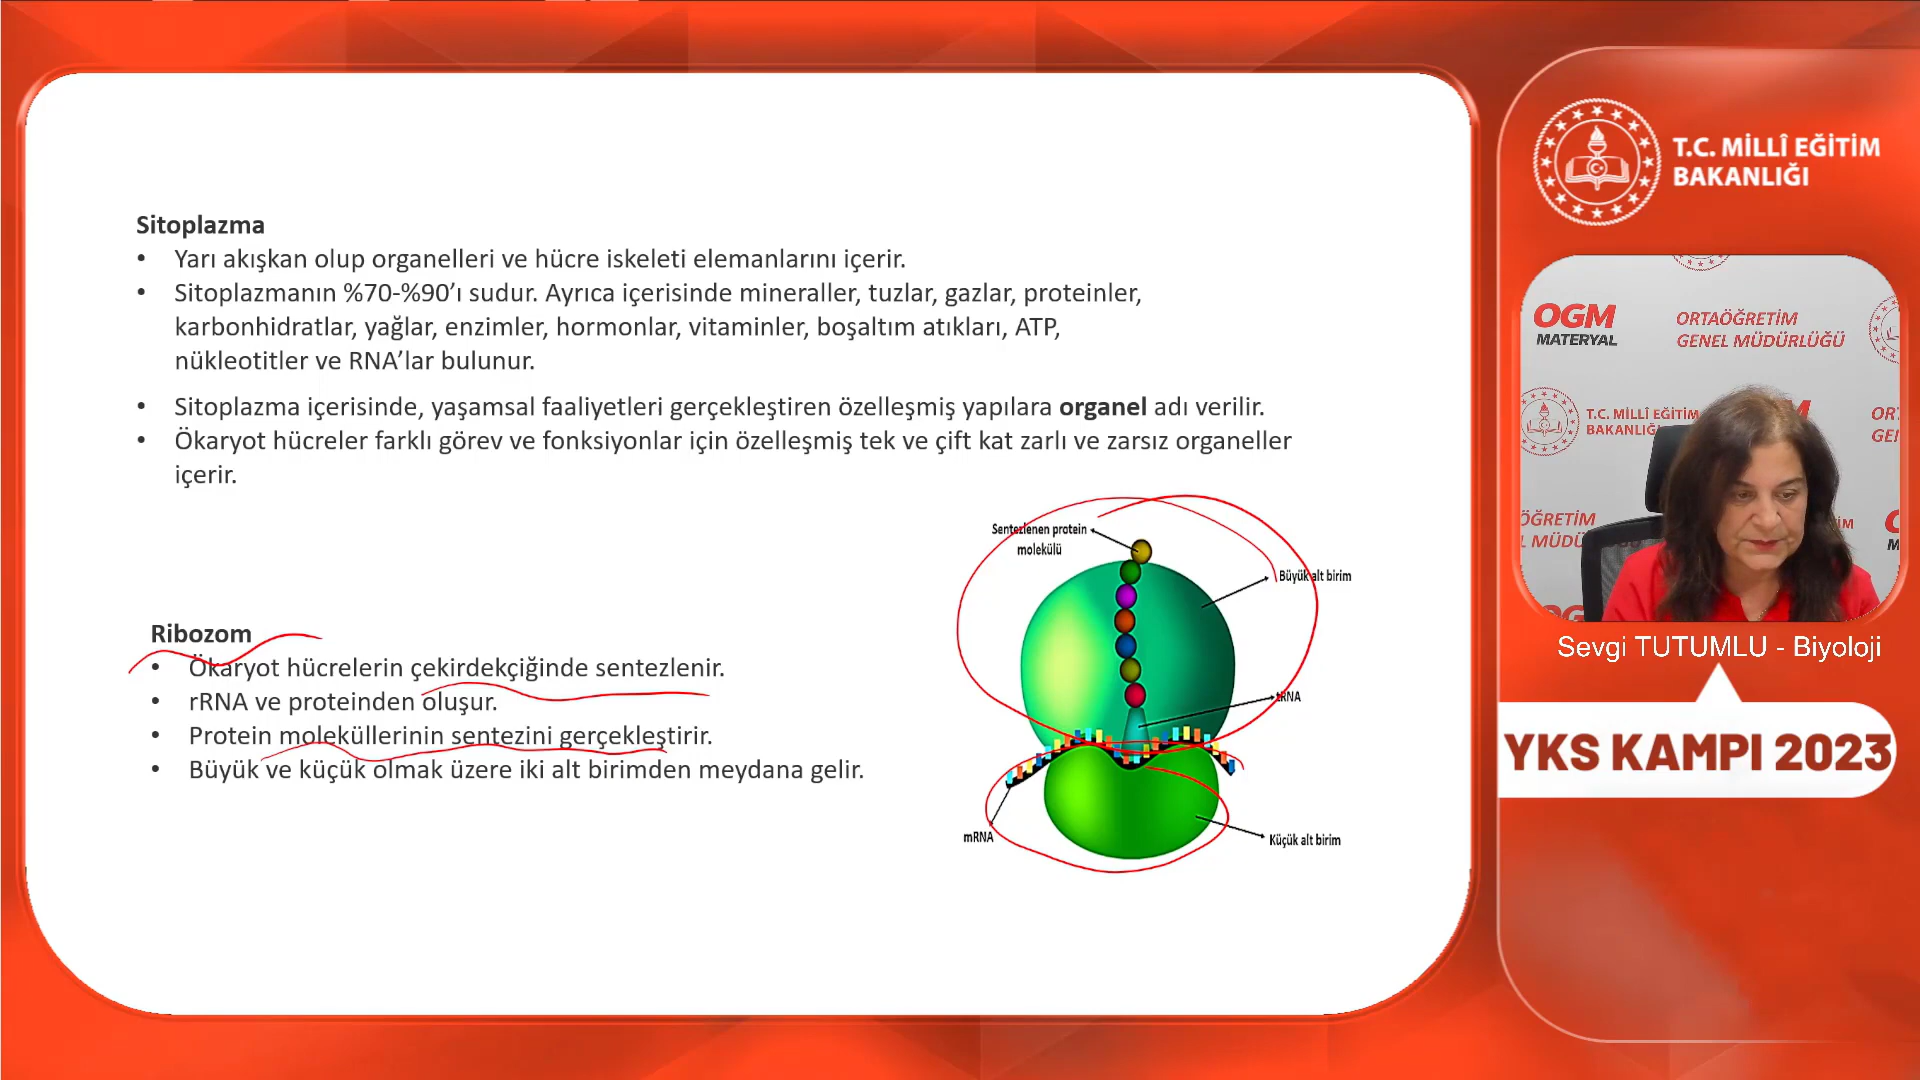 Sitoplazma
• Yarı akışkan olup organelleri ve hücre iskeleti elemanlarını içerir.
• Sitoplazmanın %70-%90’ı sudur. Ayrıca içerisinde mineraller, tuzlar, gazlar, proteinler,
karbonhidratlar, yağlar, enzimler, hormonlar, vitaminler, boşaltım atıkları, ATP,
nükleotitler ve RNA’lar bulunur.
• Sitoplazma içerisinde, yaşamsal faaliyetleri gerçekleştiren özelleşmiş yapılara organel adı verilir.
• Ökaryot hücreler farklı görev ve fonksiyonlar için özelleşmiş tek ve çift kat zarlı ve zarsız organeller
içerir.
Ribozom
• Ökaryot hücrelerin çekirdekçiğinde sentezlenir.
• rRNA ve proteinden oluşur.
• Protein moleküllerinin sentezini gerçekleştirir.
• Büyük ve küçük olmak üzere iki alt birimden meydana gelir.
Sentezlenen protein
molekülü
Büyük alt birim
tRNA
mRNA
Küçük alt birim
T.C. MİLLÎ EĞİTİM
BAKANLIĞI
OGM
MATERYAL
ORTAÖĞRETİM
GENEL MÜDÜRLÜĞÜ
T.C. MİLLÎ EĞİTİM
BAKANLIĞI
Sevgi TUTUMLU - Biyoloji
YKS KAMPI 2023